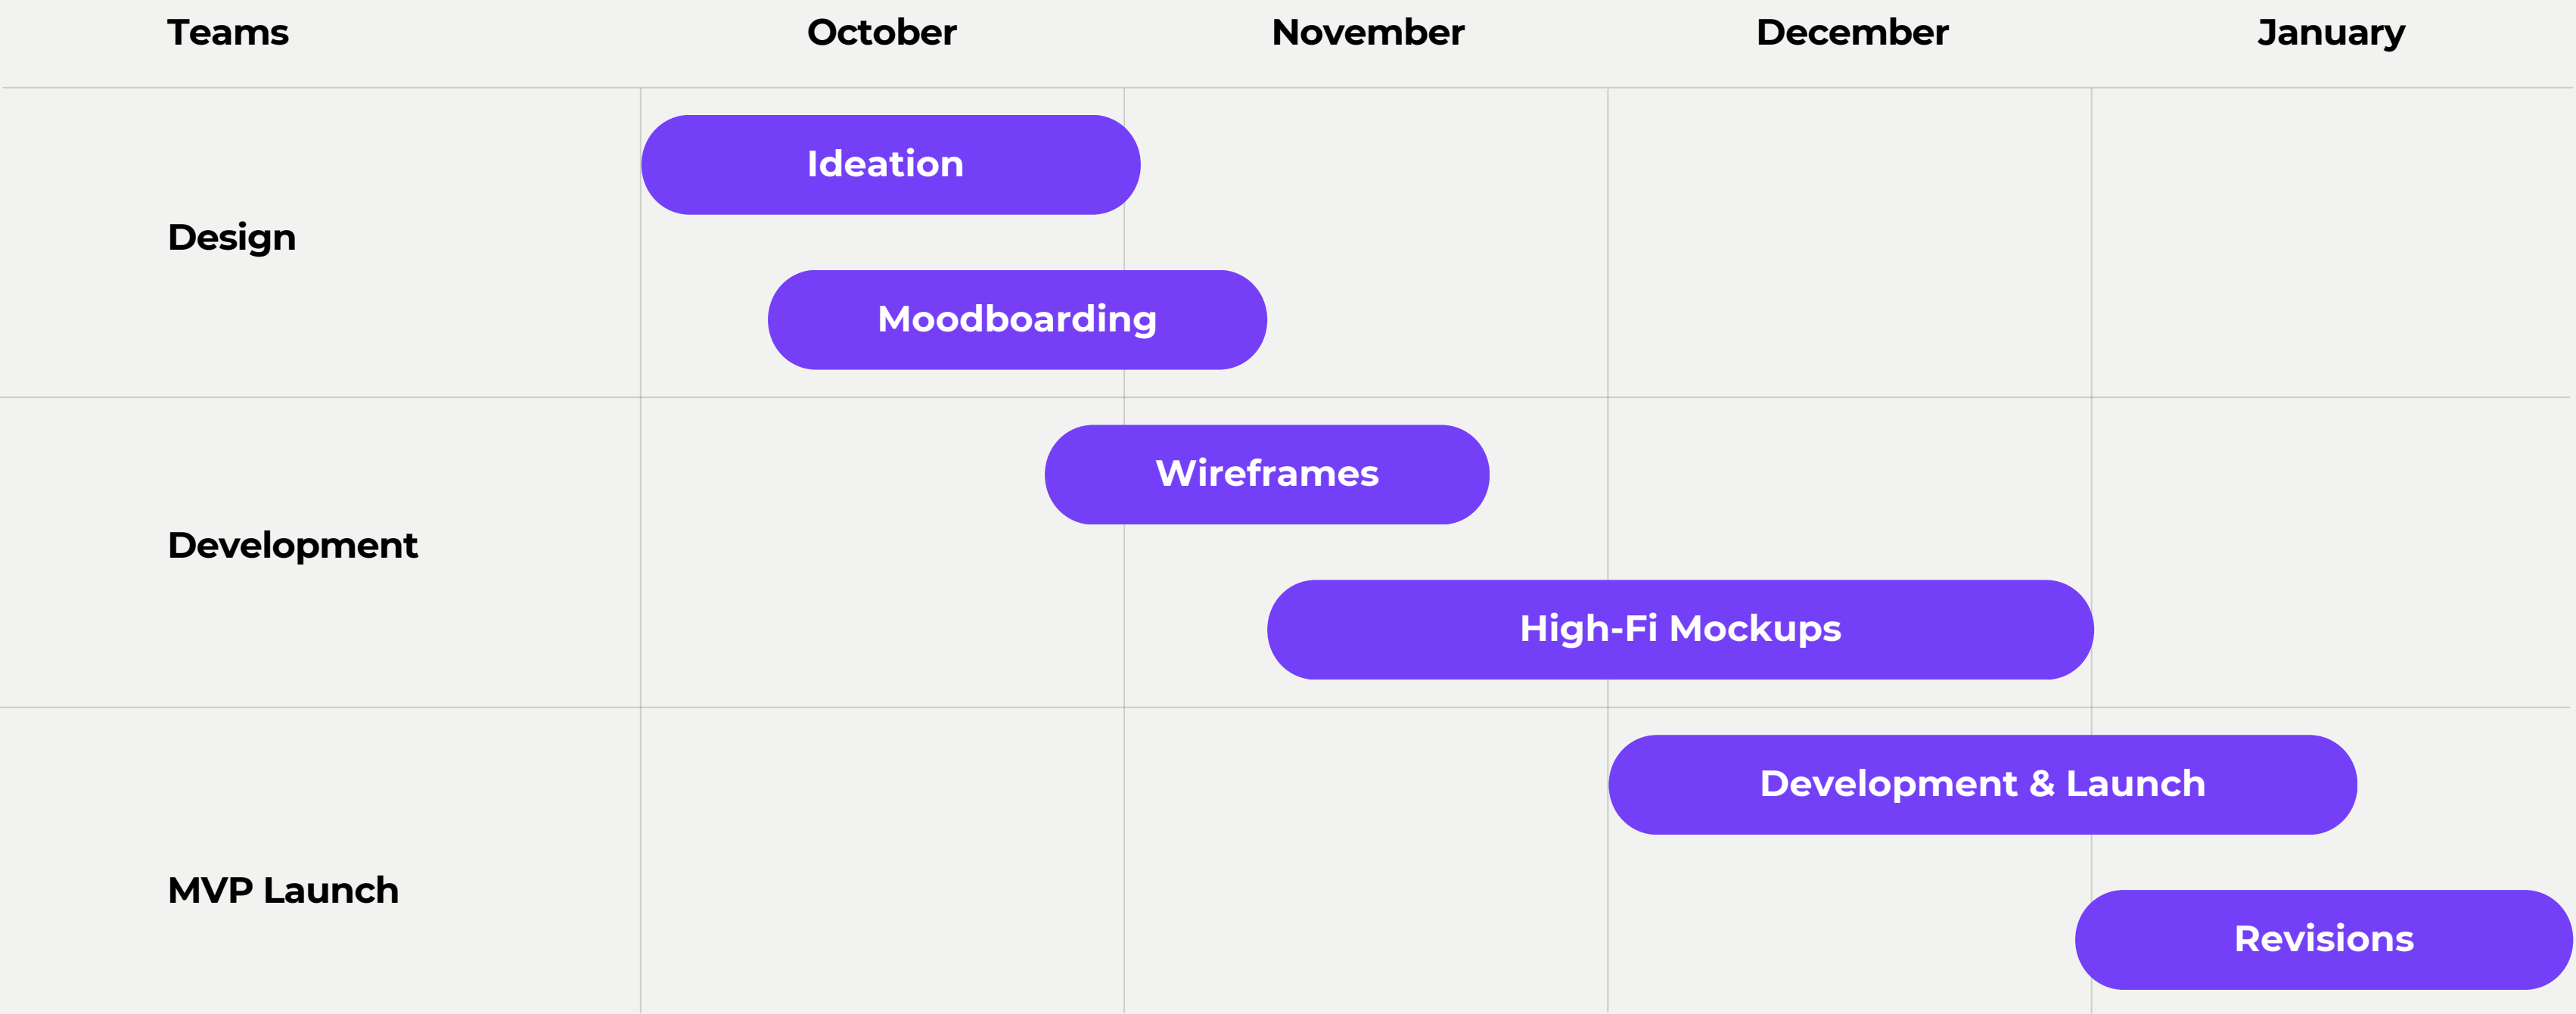 Teams October November December January
Ideation
Design
Moodboarding
Wireframes
Development
High-Fi Mockups
Development & Launch
MVP Launch
Revisions